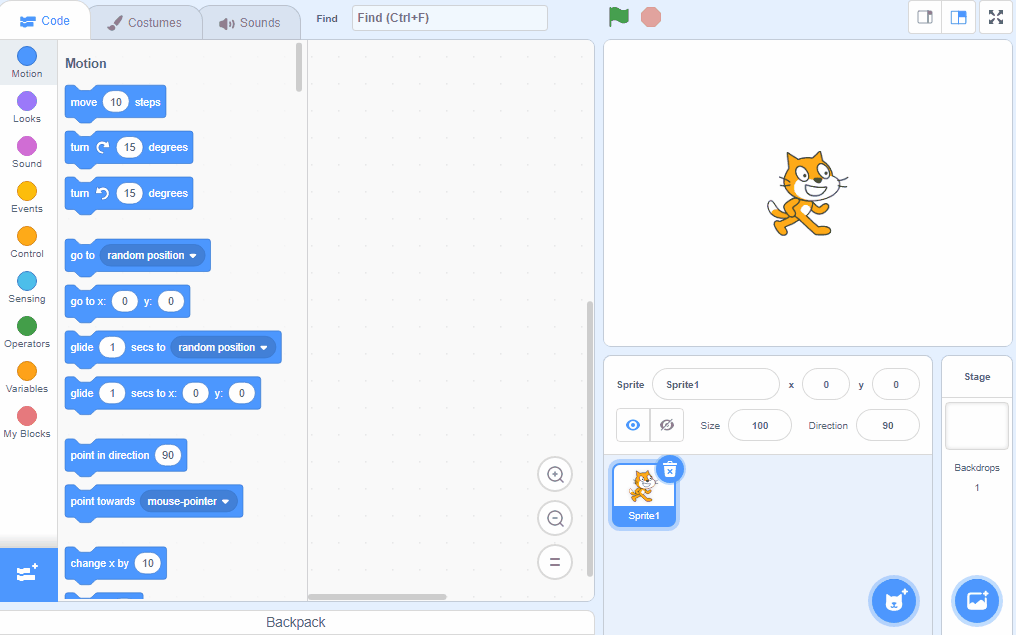 Code
Costumes
Sounds
Find
Find (Ctrl+F)
Motion
Looks
Sound
Events
Control
Sensing
Operators
Variables
My Blocks
Motion
move 10 steps
turn 15 degrees
turn 15 degrees
go to random position
go to x: 0 y: 0
glide 1 secs to random position
glide 1 secs to x: 0 y: 0
point in direction 90
point towards mouse-pointer
change x by 10
Backpack
Sprite Sprite1 x 0 y 0
Size 100 Direction 90
Sprite1
Stage
Backdrops
1